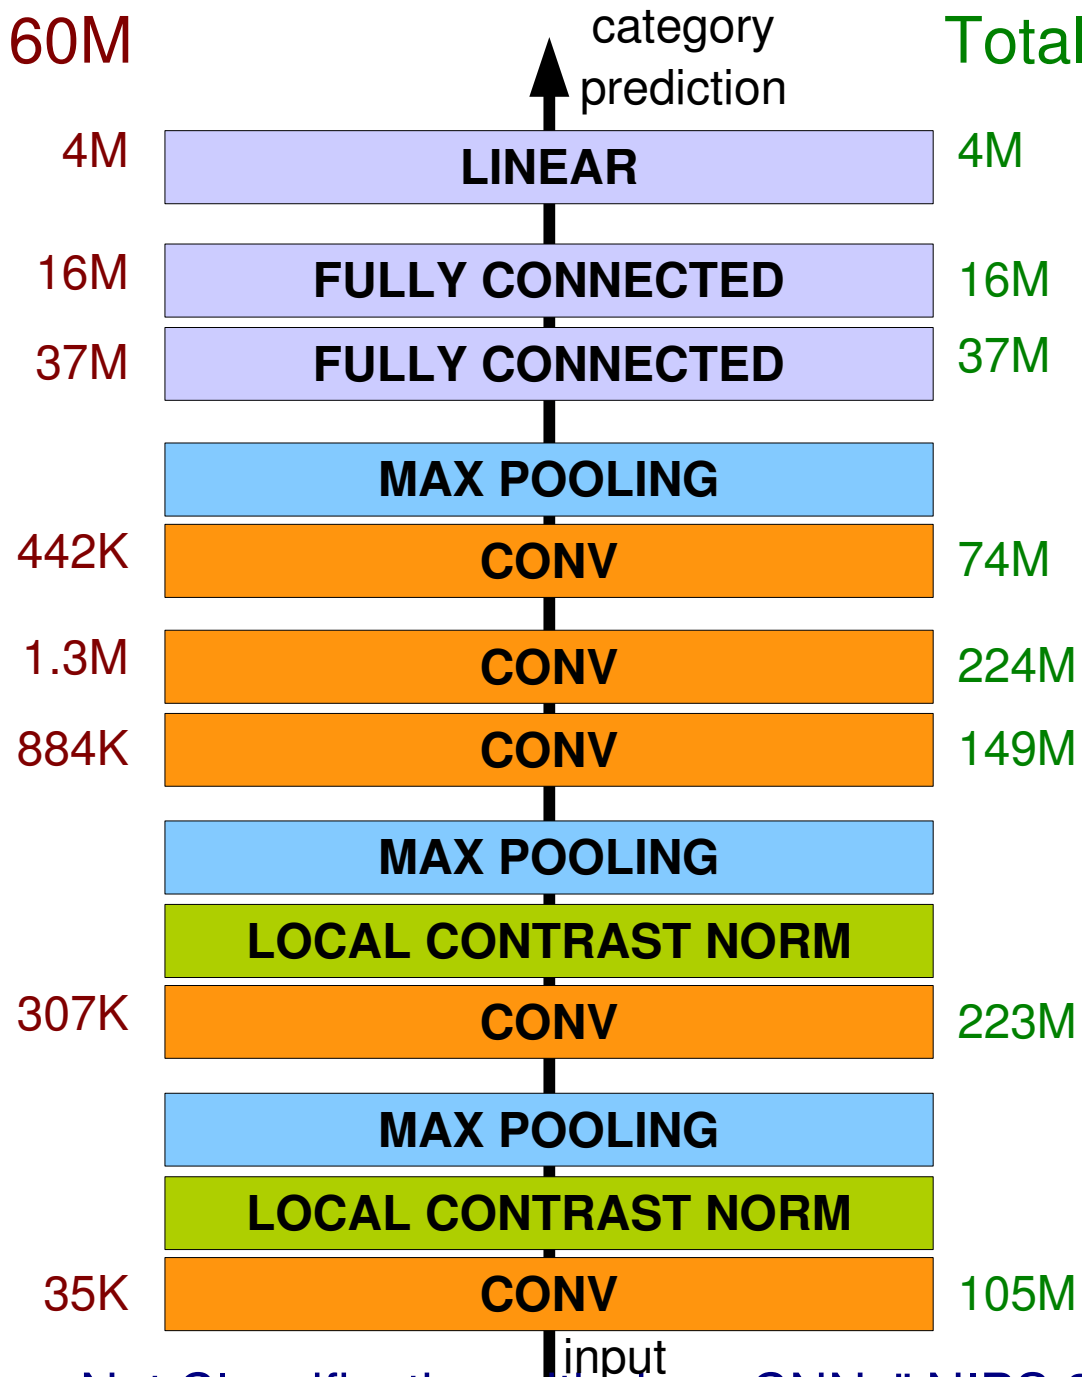 60M category Total
prediction
4M LINEAR 4M
16M FULLY CONNECTED 16M
37M FULLY CONNECTED 37M
MAX POOLING
442K CONV 74M
1.3M CONV 224M
884K CONV 149M
MAX POOLING
LOCAL CONTRAST NORM
307K CONV 223M
MAX POOLING
LOCAL CONTRAST NORM
35K CONV 105M
input